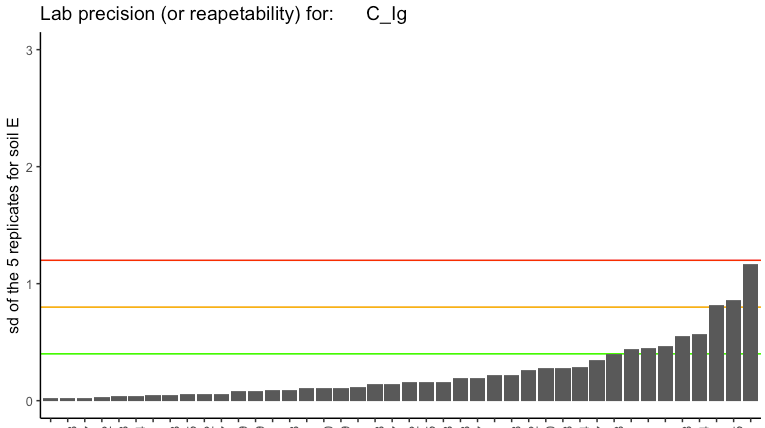 Lab precision (or reapetability) for: C_Ig
3
2
1
0
sd of the 5 replicates for soil E